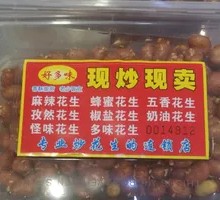 好多味
现炒现卖
麻辣花生 蜂蜜花生 五香花生
孜然花生 椒盐花生 奶油花生
怪味花生 多味花生 0014912
专业炒花生的连锁店